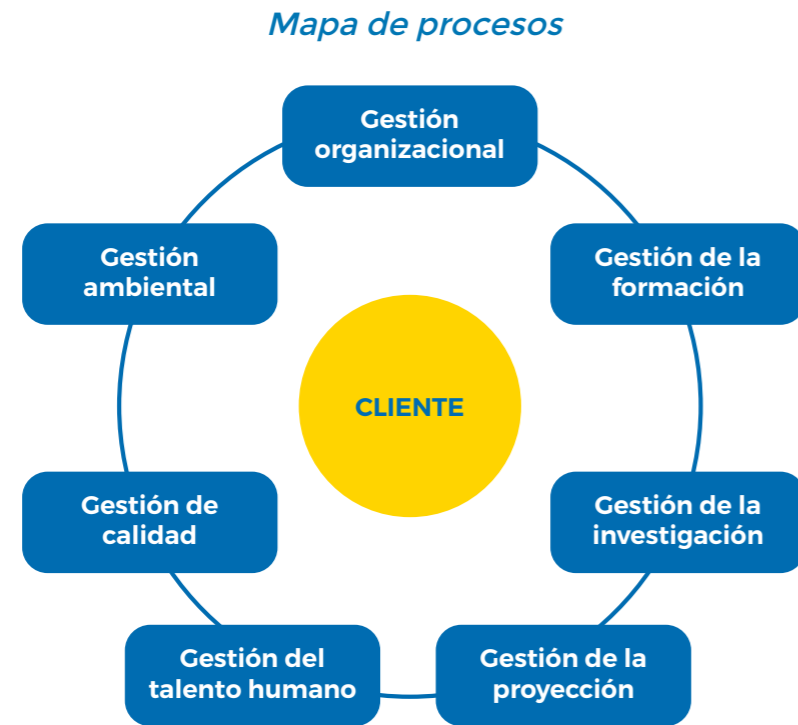 Mapa de procesos
Gestión
organizacional
Gestión
ambiental
Gestión de la
formación
CLIENTE
Gestión de
calidad
Gestión de la
investigación
Gestión del
talento humano
Gestión de la
proyección